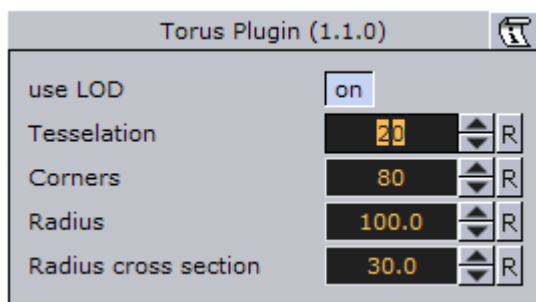 Torus Plugin (1.1.0)
use LOD on
Tesselation 20 R
Corners 80 R
Radius 100.0 R
Radius cross section 30.0 R